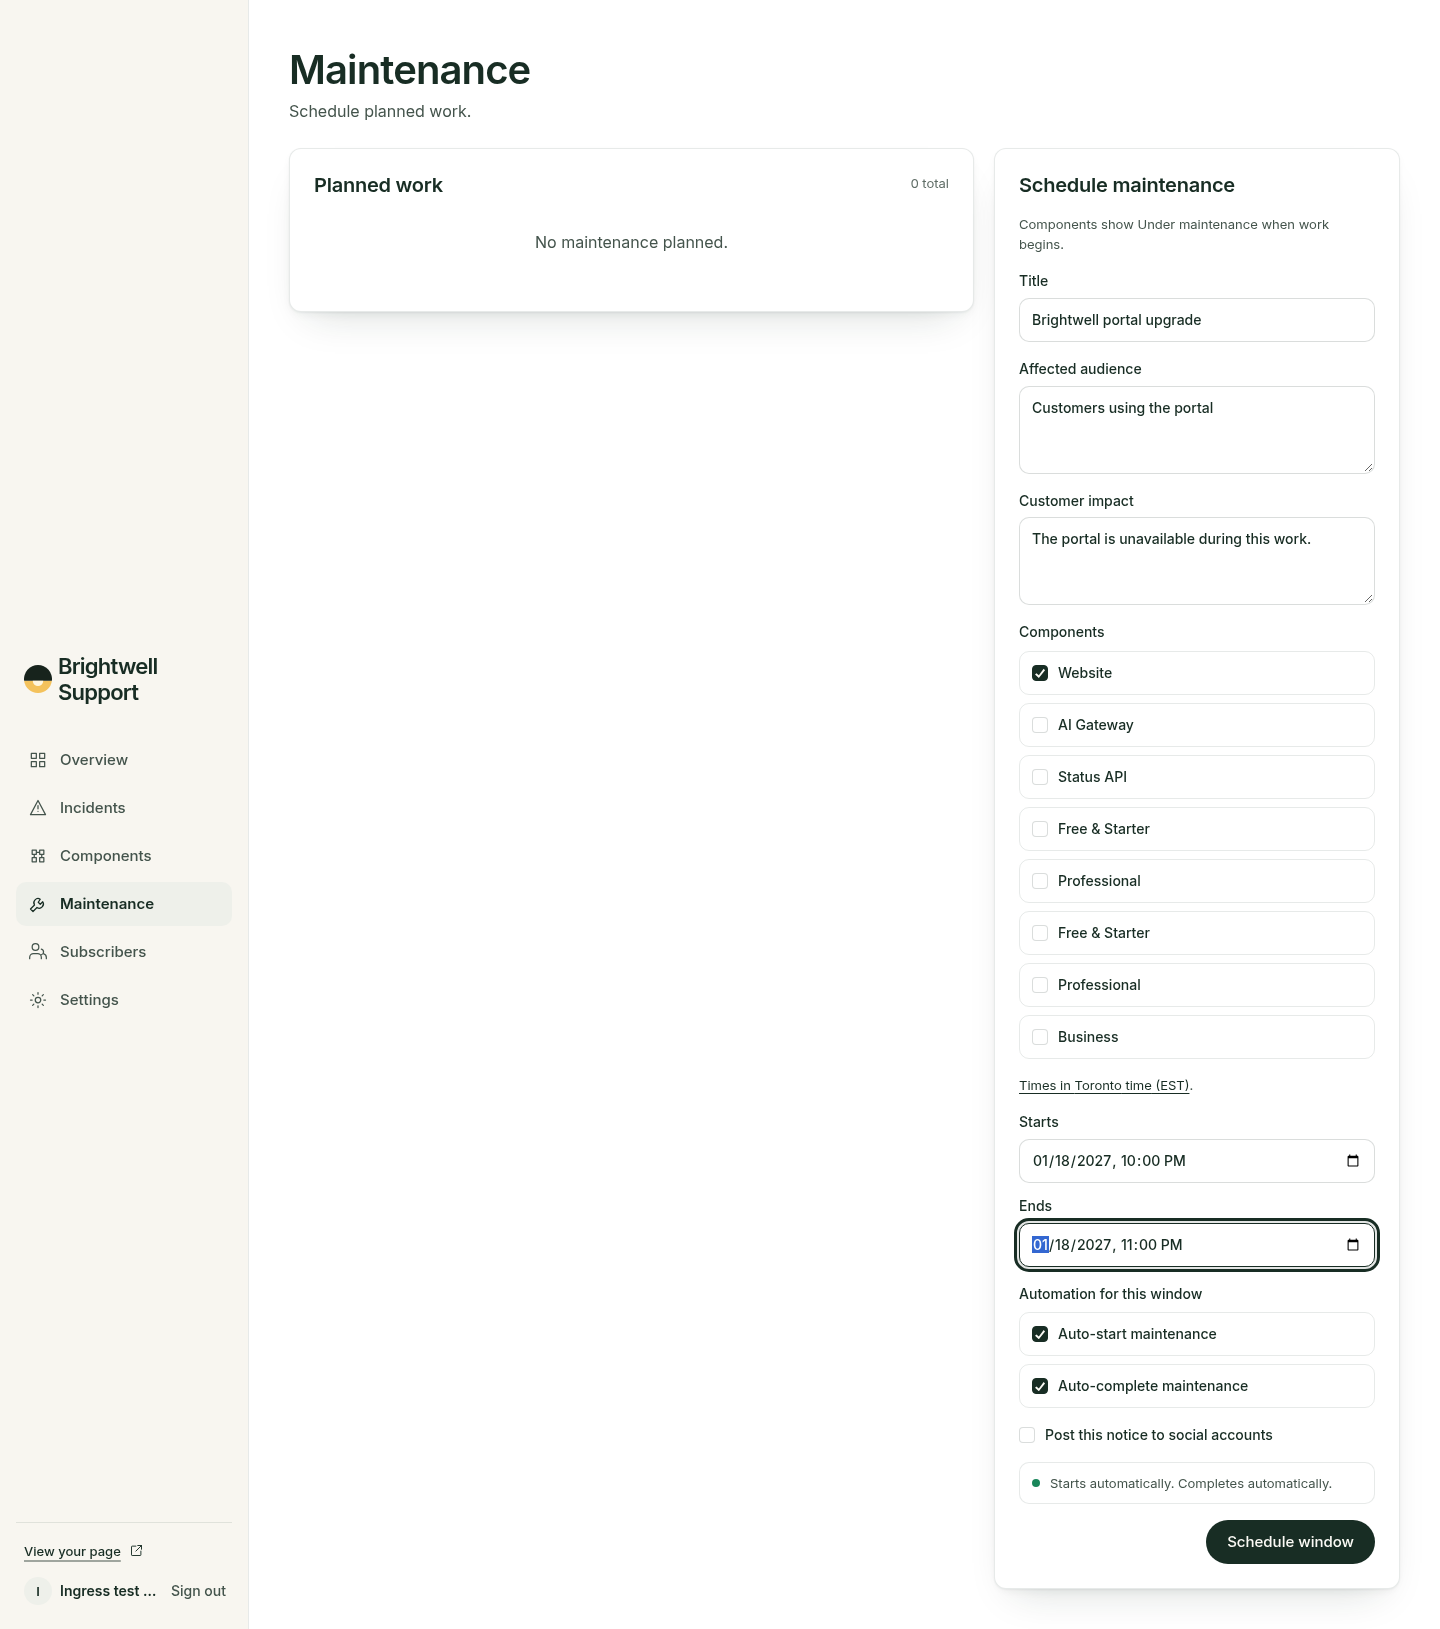 Brightwell
Support
Overview
Incidents
Components
Maintenance
Subscribers
Settings
View your page
I
Ingress test ...
Sign out
Maintenance
Schedule planned work.
Planned work
0 total
No maintenance planned.
Schedule maintenance
Components show Under maintenance when work
begins.
Title
Brightwell portal upgrade
Affected audience
Customers using the portal
Customer impact
The portal is unavailable during this work.
Components
Website
AI Gateway
Status API
Free & Starter
Professional
Free & Starter
Professional
Business
Times in Toronto time (EST).
Starts
01/18/2027, 10:00 PM
Ends
01/18/2027, 11:00 PM
Automation for this window
Auto-start maintenance
Auto-complete maintenance
Post this notice to social accounts
Starts automatically. Completes automatically.
Schedule window